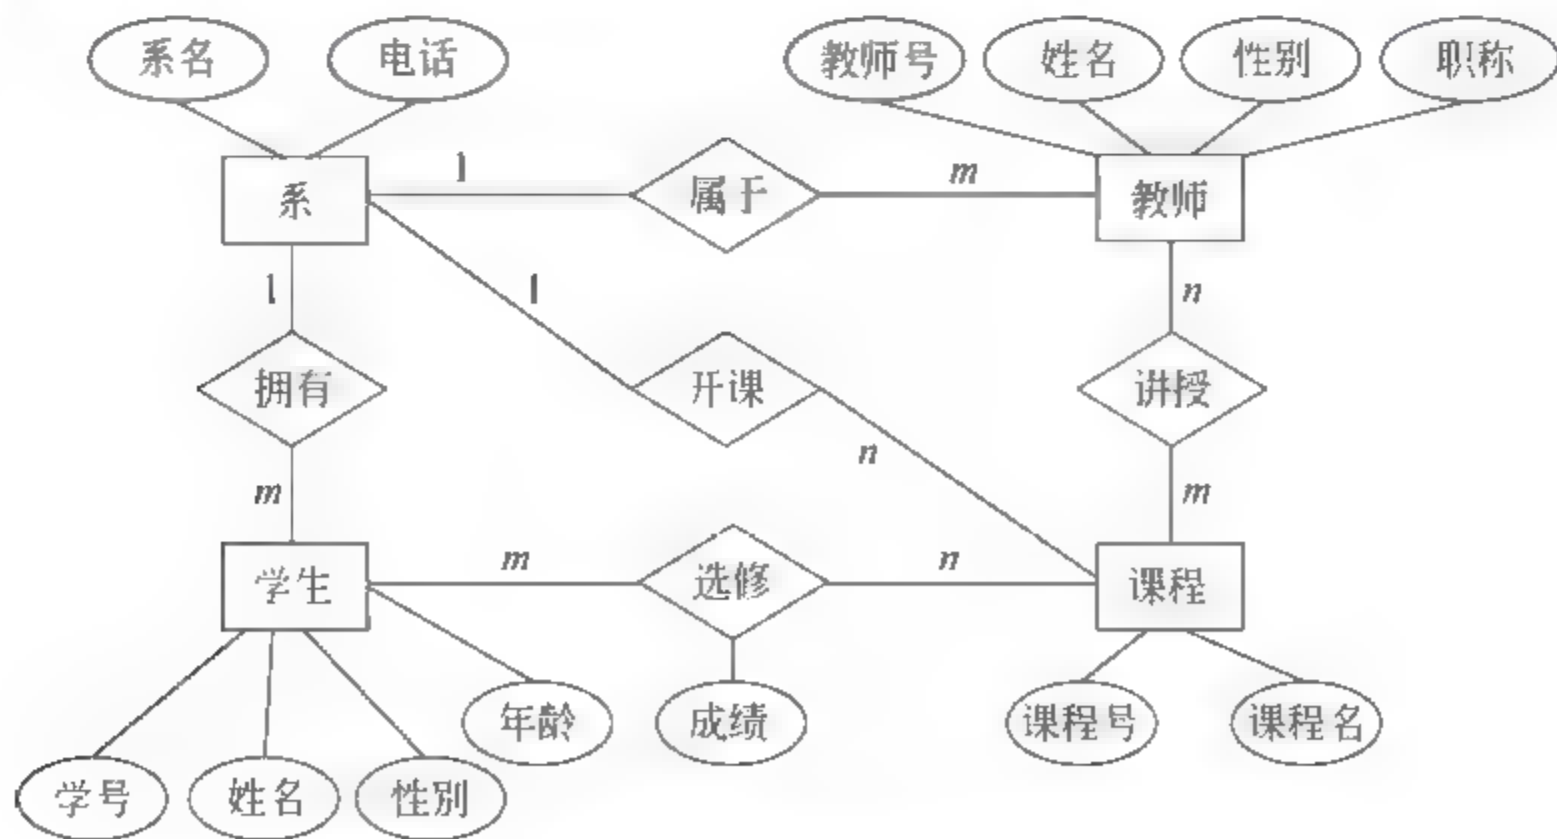 系名 电话 教师号 姓名 性别 职称
系 1 属于 m 教师
1 1 n
拥有 开课 讲授
m n m
学生 m 选修 n 课程
年龄 成绩 课程号 课程名
学号 姓名 性别